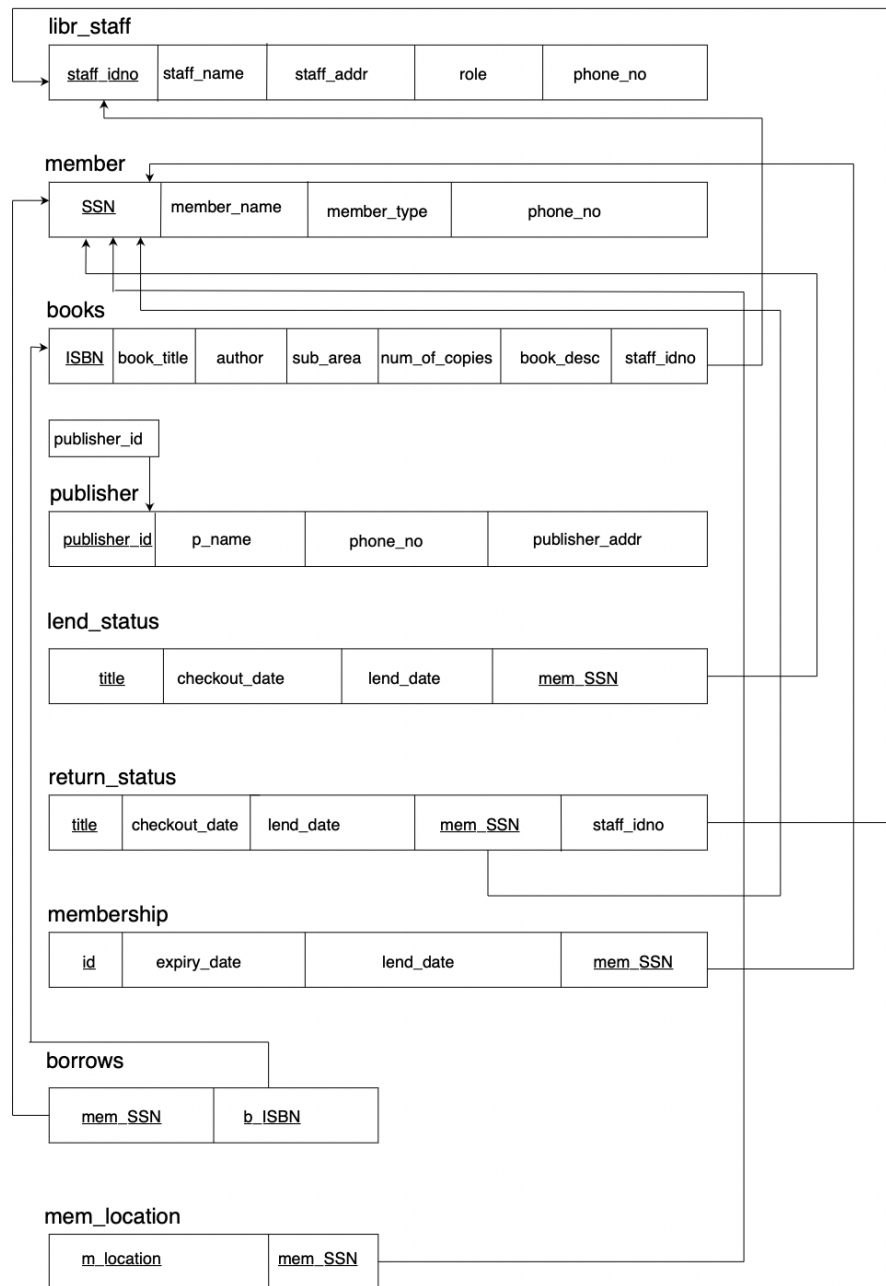 libr_staff
staff_idno staff_name staff_addr role phone_no
member
SSN member_name member_type phone_no
books
ISBN book_title author sub_area num_of_copies book_desc staff_idno
publisher_id
publisher
publisher_id p_name phone_no publisher_addr
lend_status
title checkout_date lend_date mem_SSN
return_status
title checkout_date lend_date mem_SSN staff_idno
membership
id expiry_date lend_date mem_SSN
borrows
mem_SSN b_ISBN
mem_location
m_location mem_SSN